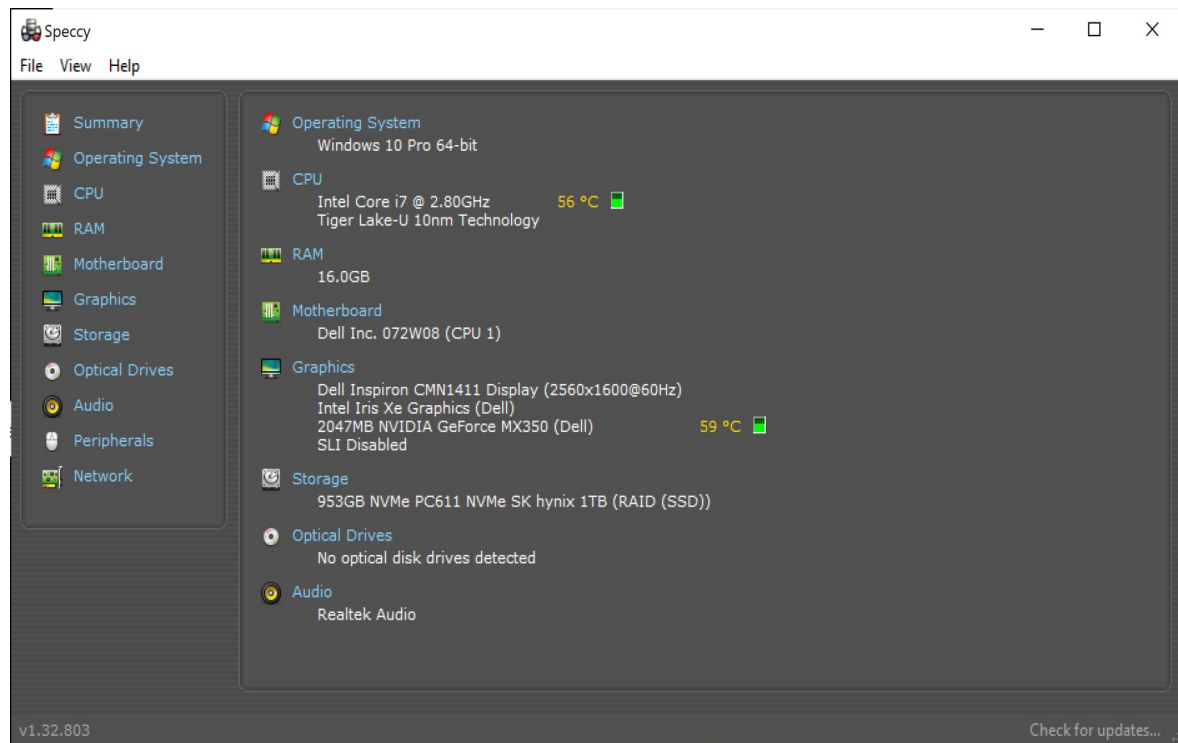 Speccy
File View Help
Summary
Operating System
CPU
RAM
Motherboard
Graphics
Storage
Optical Drives
Audio
Peripherals
Network
Operating System
Windows 10 Pro 64-bit
CPU
Intel Core i7 @ 2.80GHz 56 °C
Tiger Lake-U 10nm Technology
RAM
16.0GB
Motherboard
Dell Inc. 072W08 (CPU 1)
Graphics
Dell Inspiron CMN1411 Display (2560x1600@60Hz)
Intel Iris Xe Graphics (Dell)
2047MB NVIDIA GeForce MX350 (Dell) 59 °C
SLI Disabled
Storage
953GB NVMe PC611 NVMe SK hynix 1TB (RAID (SSD))
Optical Drives
No optical disk drives detected
Audio
Realtek Audio
v1.32.803
Check for updates...